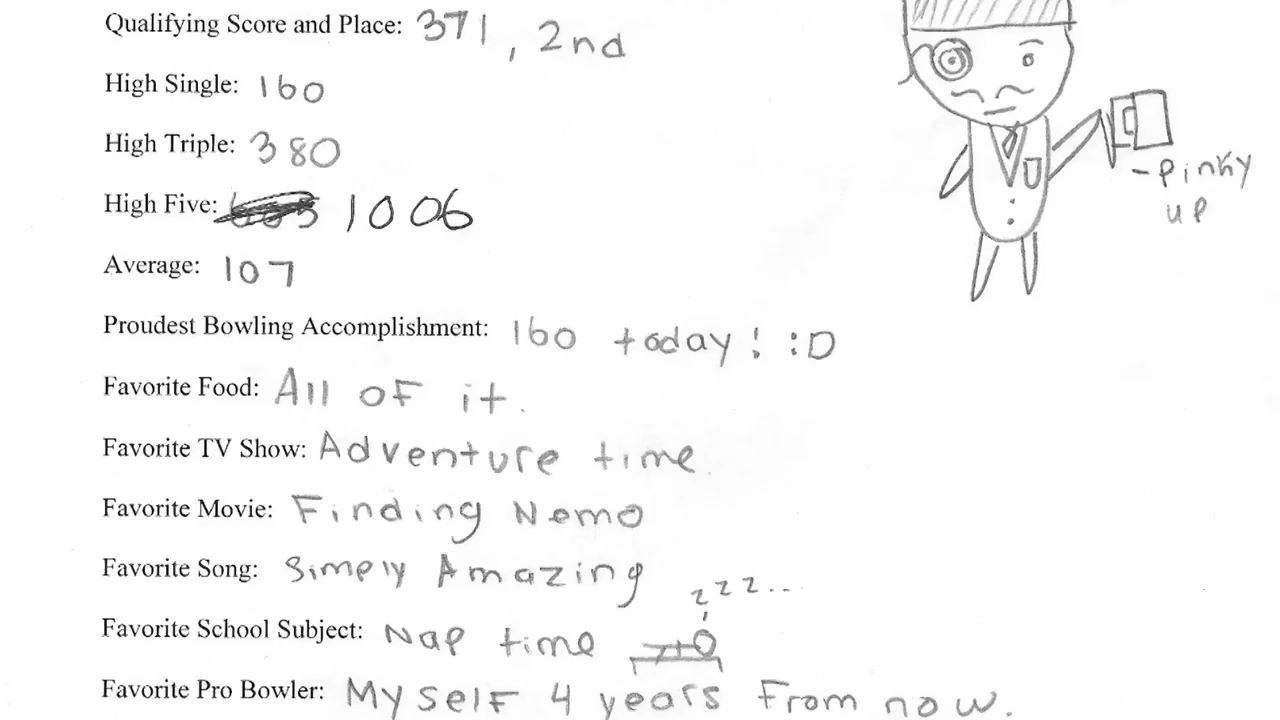 Qualifying Score and Place: 371, 2nd
High Single: 160
High Triple: 380
- Pinky
up
High Five: 1006
Average: 107
Proudest Bowling Accomplishment: 160 today! :D
Favorite Food: All of it.
Favorite TV Show: Adventure time
Favorite Movie: Finding Nemo
Favorite Song: Simply Amazing
zzz...
Favorite School Subject: Nap time
Favorite Pro Bowler: Myself 4 years from now.